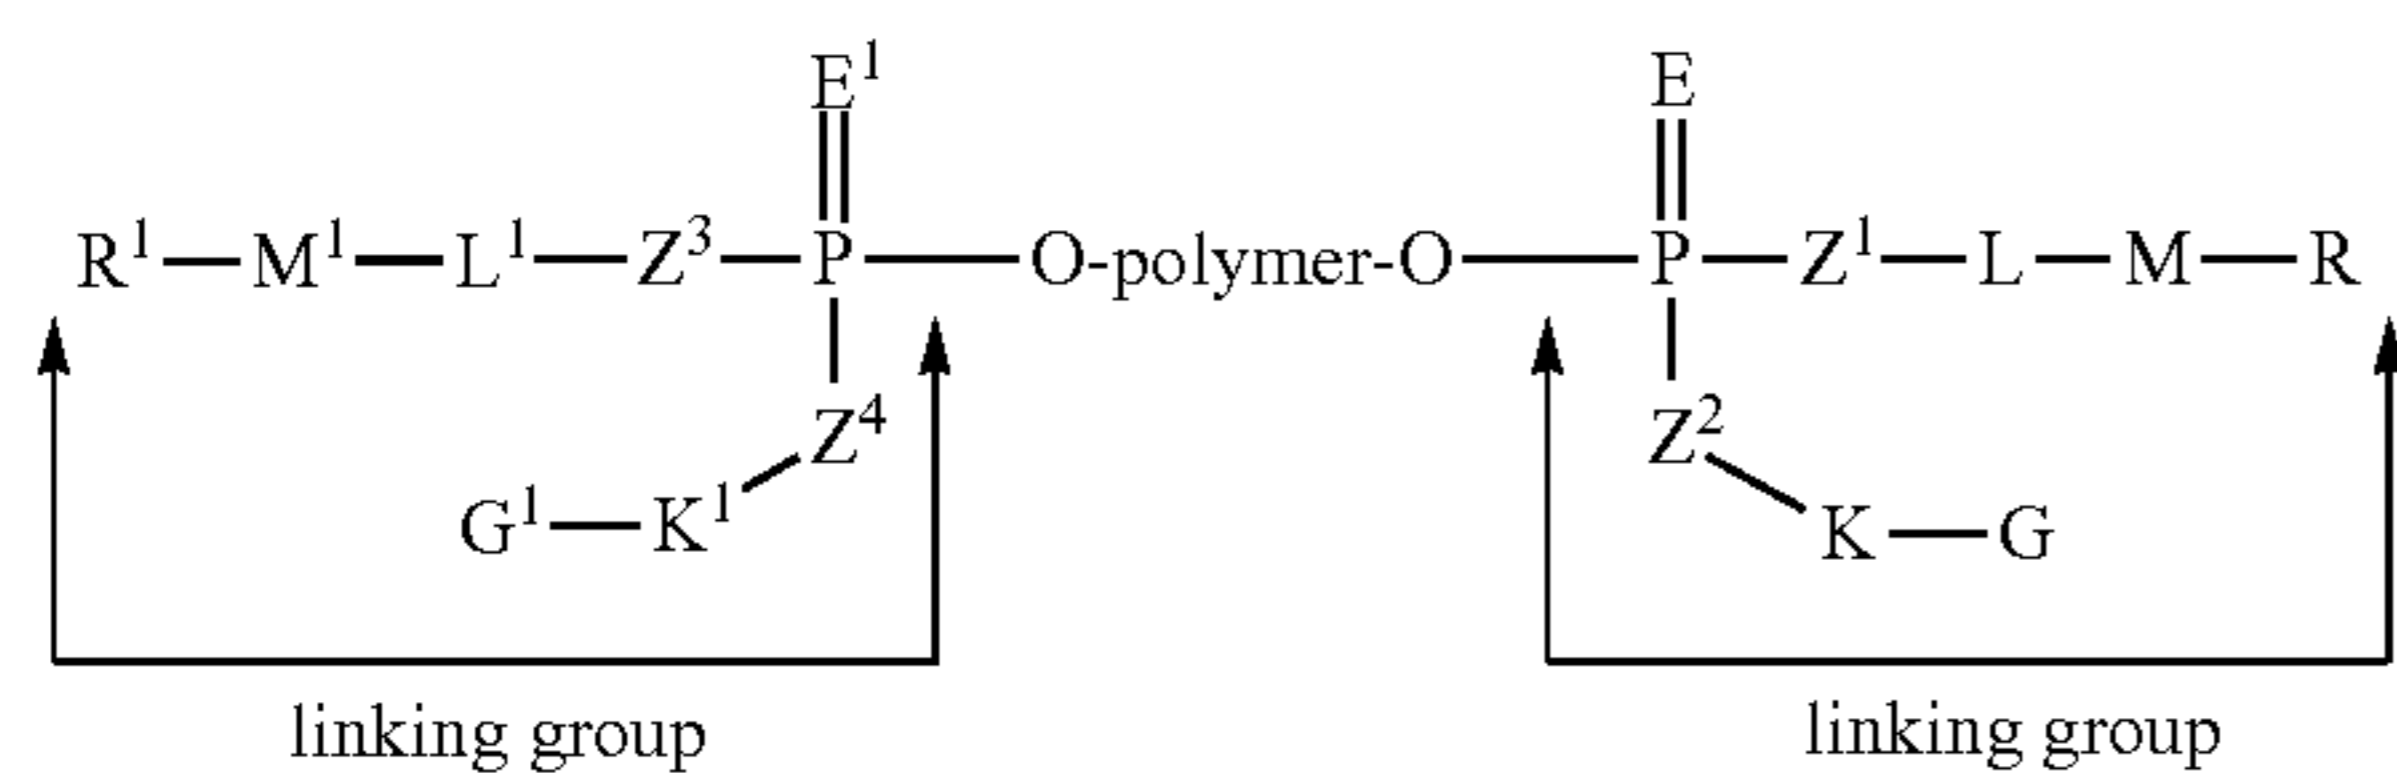 E¹ E
R¹—M¹—L¹—Z³—P—O-polymer-O—P—Z¹—L—M—R
Z⁴ Z²
G¹—K¹ K—G
linking group linking group